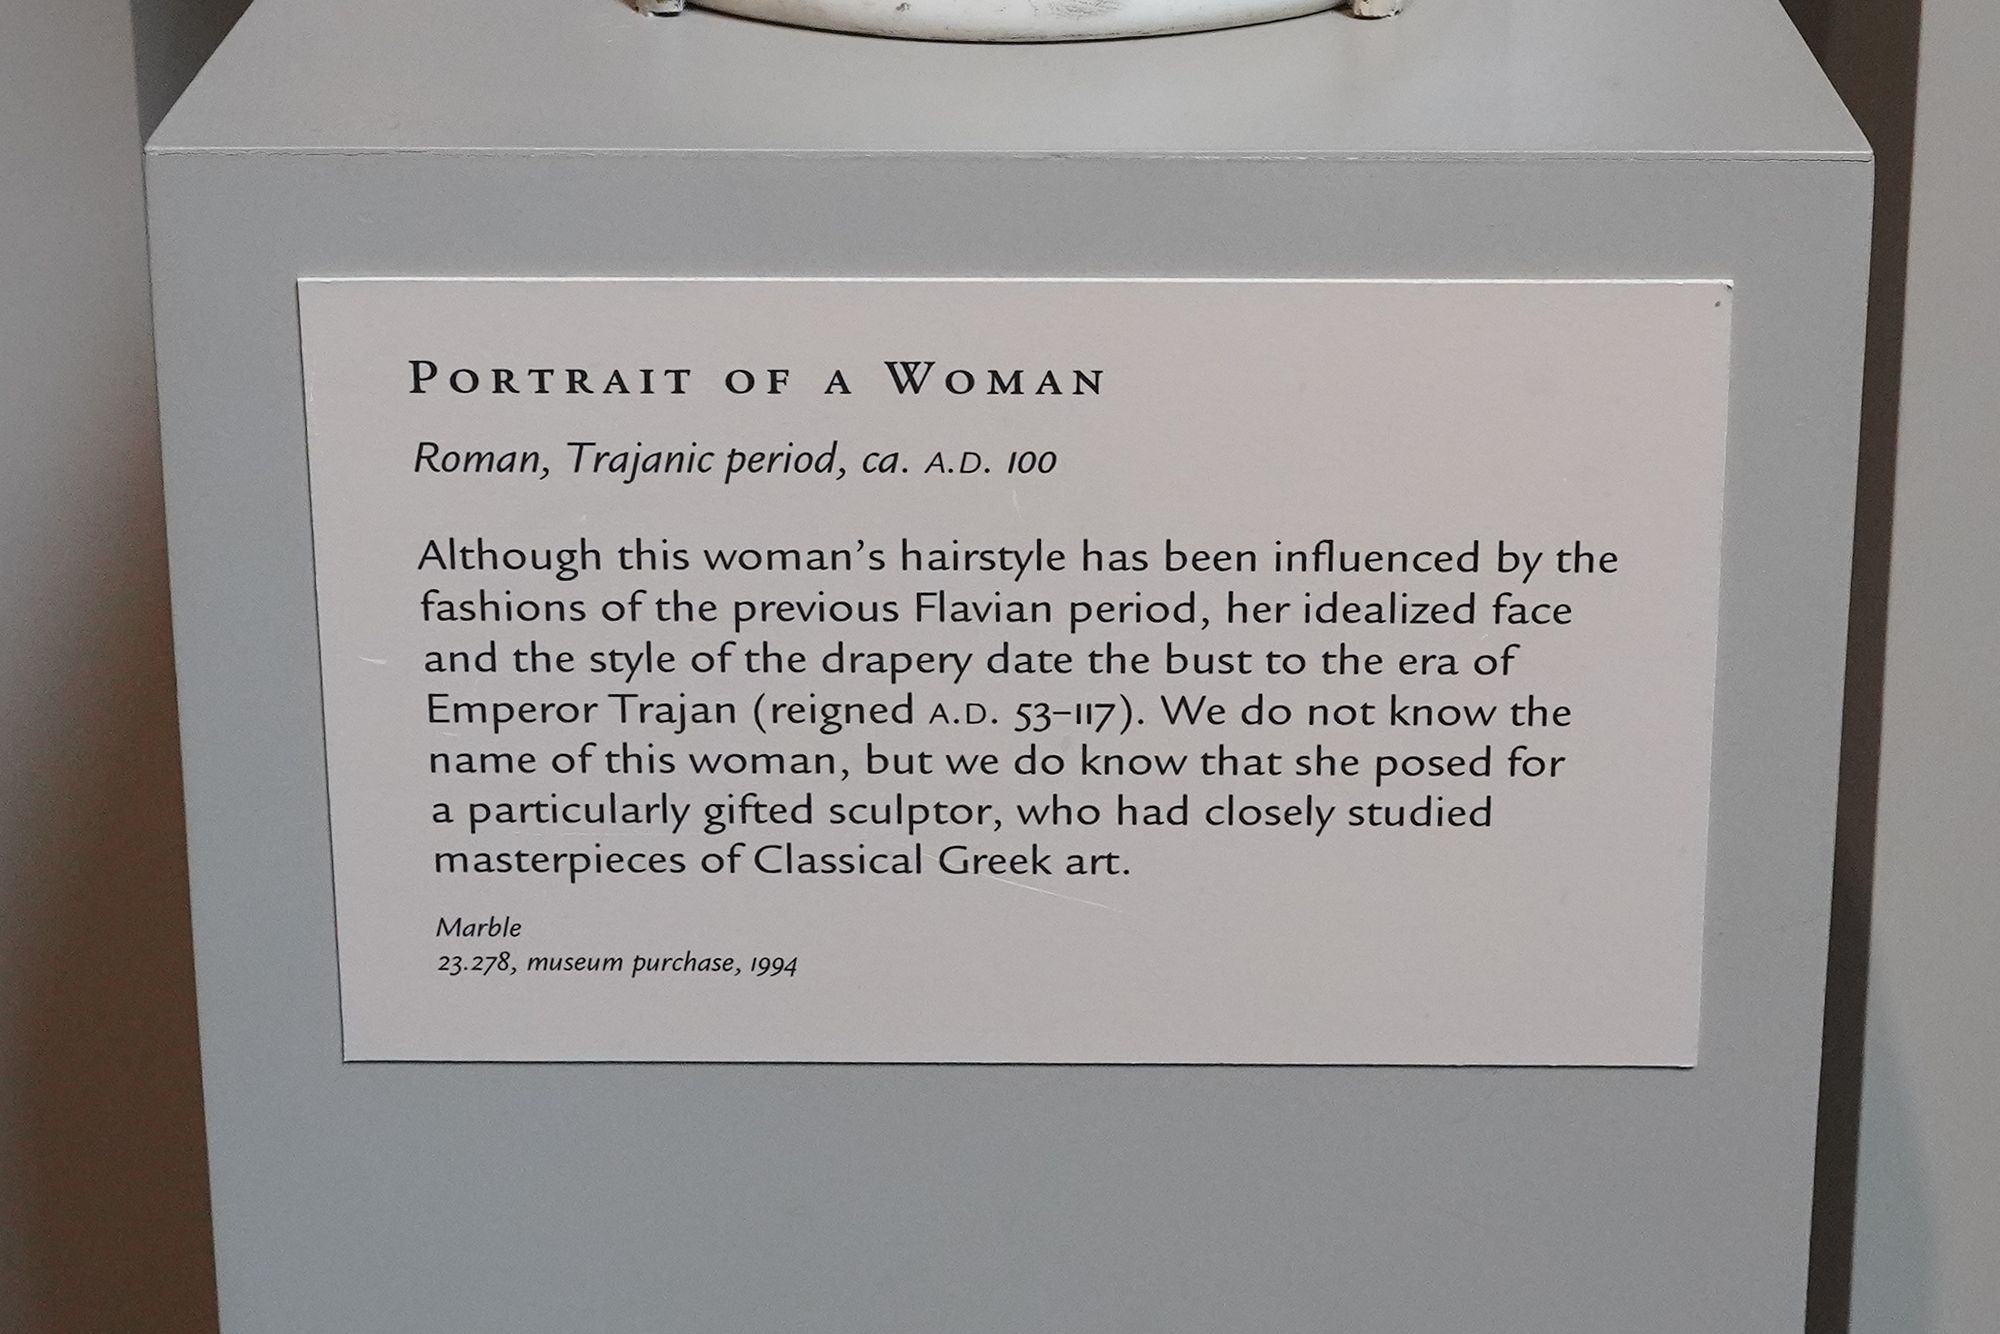 PORTRAIT OF A WOMAN
Roman, Trajanic period, ca. A.D. 100
Although this woman's hairstyle has been influenced by the
fashions of the previous Flavian period, her idealized face
and the style of the drapery date the bust to the era of
Emperor Trajan (reigned A.D. 53–117). We do not know the
name of this woman, but we do know that she posed for
a particularly gifted sculptor, who had closely studied
masterpieces of Classical Greek art.
Marble
23.278, museum purchase, 1994